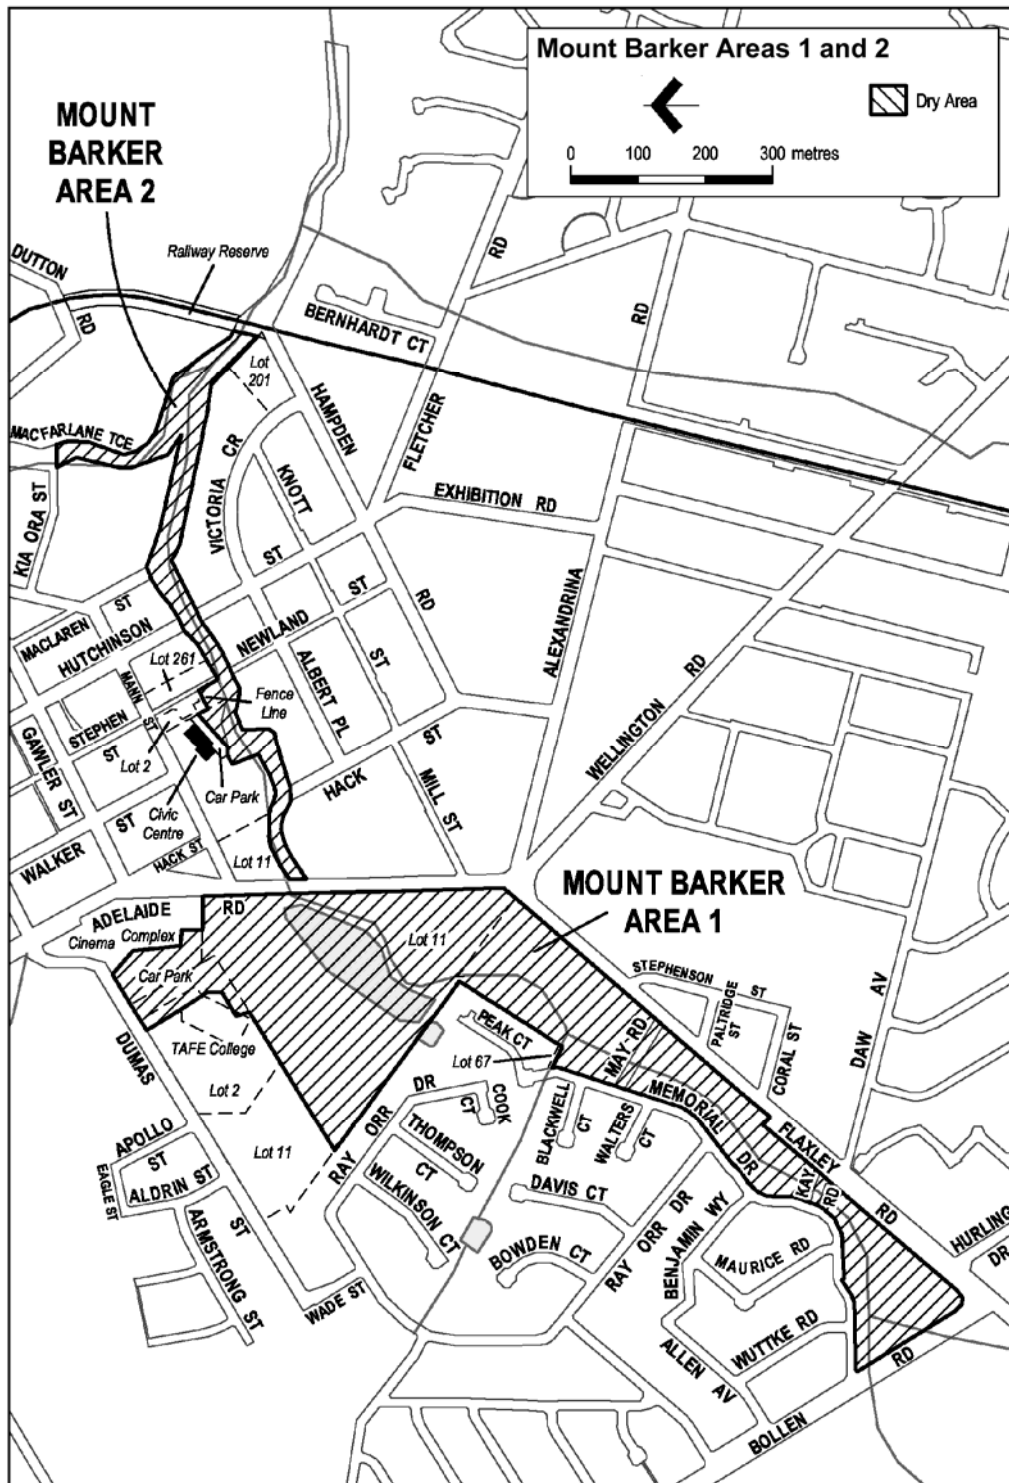 Mount Barker Areas 1 and 2
Dry Area
0 100 200 300 metres
MOUNT
BARKER
AREA 2
Railway Reserve
DUTTON
RD
BERNHARDT CT
RD
RD
Lot
201
HAMPDEN
RD
MACFARLANE TCE
FLETCHER
VICTORIA CR
KNOTT
ST
EXHIBITION RD
KIA ORA ST
ALEXANDRINA
MACLAREN
ST
HUTCHINSON
ST
NEWLAND
ST
Lot 261
MANN
ST
ALBERT PL
Fence
Line
STEPHEN
ST
GAWLER ST
Lot 2
WELLINGTON
RD
Car Park
HACK
ST
MILL ST
Civic
Centre
WALKER
ST
HACK ST
Lot 11
MOUNT BARKER
AREA 1
ADELAIDE
RD
Cinema Complex
Lot 11
Car Park
STEPHENSON
ST
PALTRIDGE
ST
CORAL ST
DAW AV
PEAK CT
MAY RD
TAFE College
Lot 67
DUMAS
ST
Lot 2
DR
COOK
CT
MEMORIAL
DR
BLACKWELL
CT
WALTERS
CT
FLAXLEY
RD
APOLLO
ST
RAY ORR
THOMPSON
CT
Lot 11
EAGLE ST
ALDRIN ST
KAY
RD
DAVIS CT
WILKINSON CT
ARMSTRONG ST
RAY ORR DR
BENJAMIN WY
HURLING
DR
BOWDEN CT
MAURICE RD
WADE ST
WUTTKE RD
ALLEN AV
BOLLEN
RD